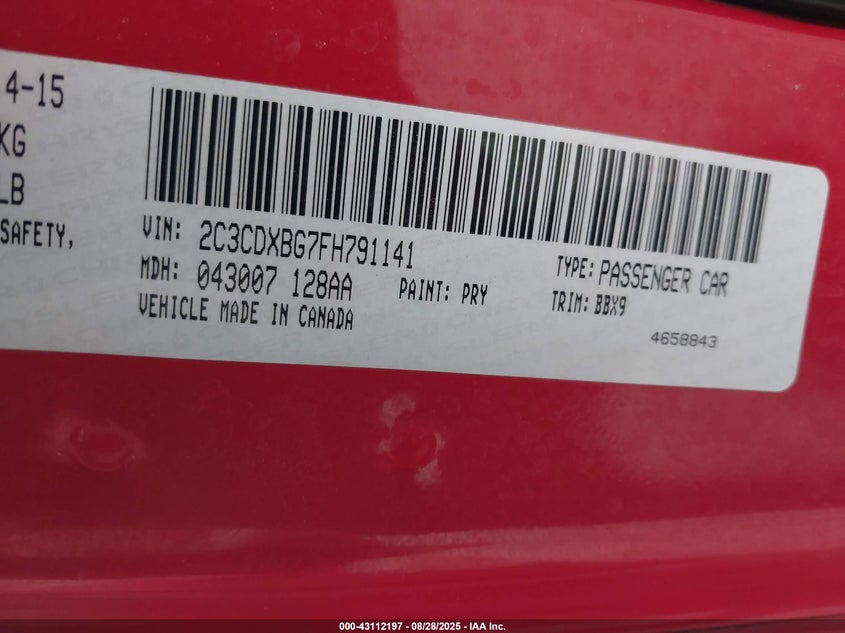 4-15
KG
LB
SAFETY,
VIN: 2C3CDXBG7FH791141
TYPE: PASSENGER CAR
MDH: 043007 128AA
PAINT: PRY
TRIM: BBX9
VEHICLE MADE IN CANADA
4658843
000-43112197 - 08/28/2025 - IAA Inc.